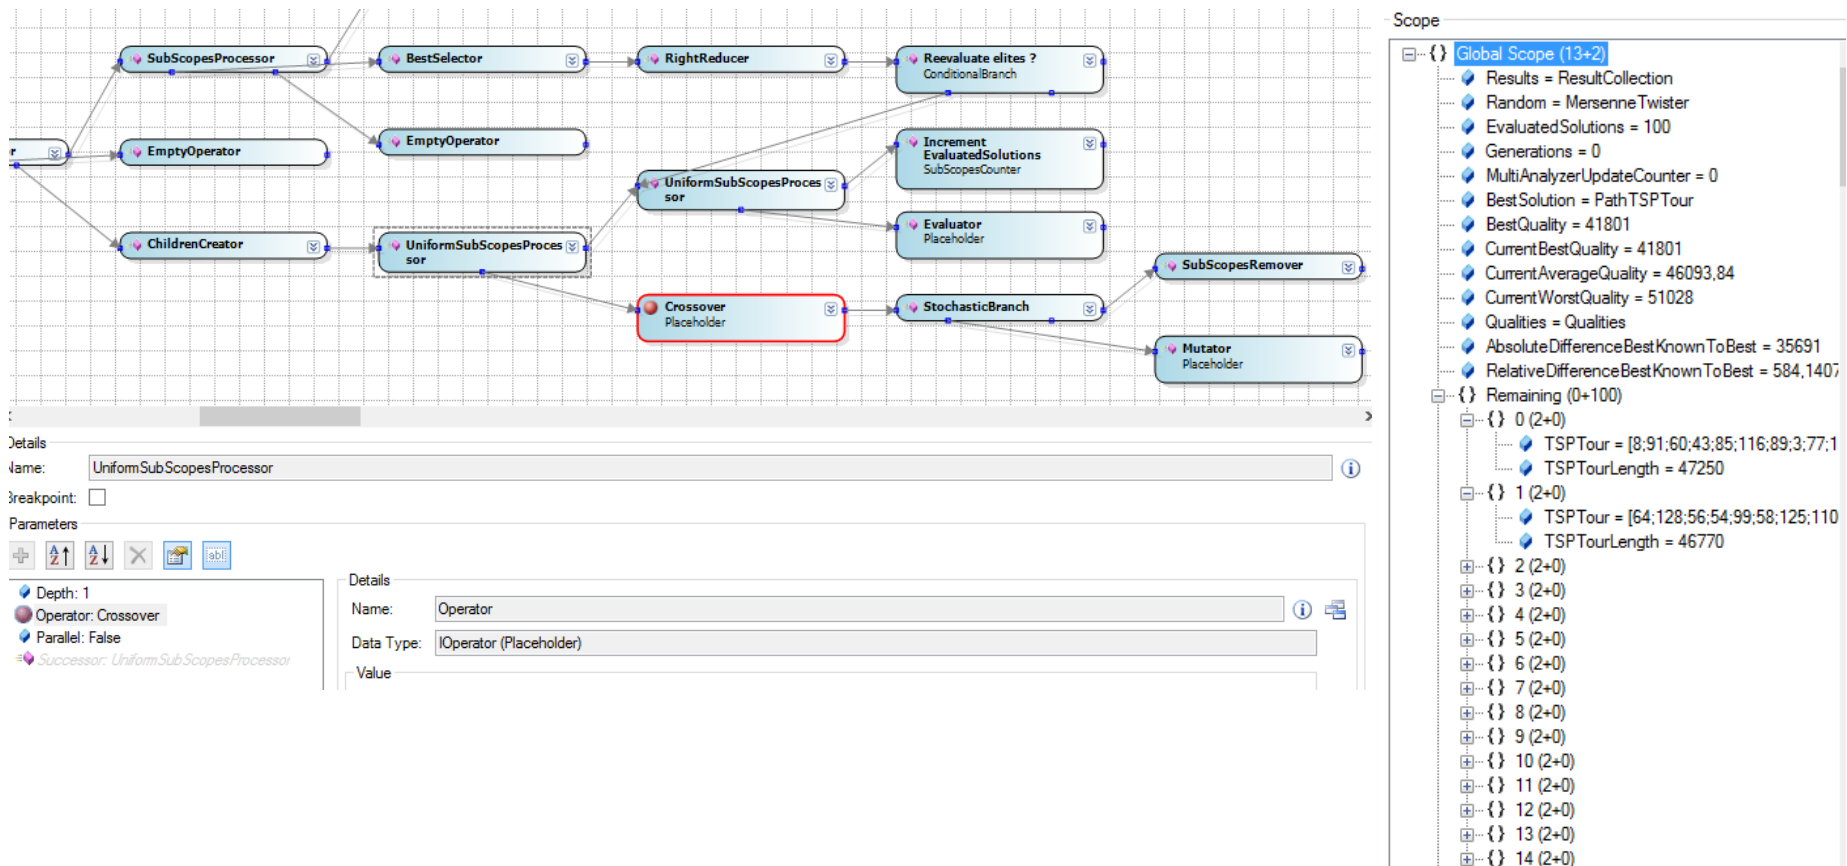 SubScopesProcessor
BestSelector
RightReducer
Reevaluate elites ?
ConditionalBranch
r
EmptyOperator
EmptyOperator
Increment
EvaluatedSolutions
SubScopesCounter
UniformSubScopesProces
sor
Evaluator
Placeholder
ChildrenCreator
UniformSubScopesProces
sor
SubScopesRemover
Crossover
Placeholder
StochasticBranch
Mutator
Placeholder
Details
Name: UniformSubScopesProcessor
Breakpoint:
Parameters
Depth: 1
Operator: Crossover
Parallel: False
Successor: UniformSubScopesProcessor
Details
Name: Operator
Data Type: IOperator (Placeholder)
Value
Scope
Global Scope (13+2)
Results = ResultCollection
Random = MersenneTwister
EvaluatedSolutions = 100
Generations = 0
MultiAnalyzerUpdateCounter = 0
BestSolution = PathTSPTour
BestQuality = 41801
CurrentBestQuality = 41801
CurrentAverageQuality = 46093,84
CurrentWorstQuality = 51028
Qualities = Qualities
AbsoluteDifferenceBestKnownToBest = 35691
RelativeDifferenceBestKnownToBest = 584,1407
Remaining (0+100)
0 (2+0)
TSPTour = [8;91;60;43;85;116;89;3;77;1
TSPTourLength = 47250
1 (2+0)
TSPTour = [64;128;56;54;99;58;125;110
TSPTourLength = 46770
2 (2+0)
3 (2+0)
4 (2+0)
5 (2+0)
6 (2+0)
7 (2+0)
8 (2+0)
9 (2+0)
10 (2+0)
11 (2+0)
12 (2+0)
13 (2+0)
14 (2+0)